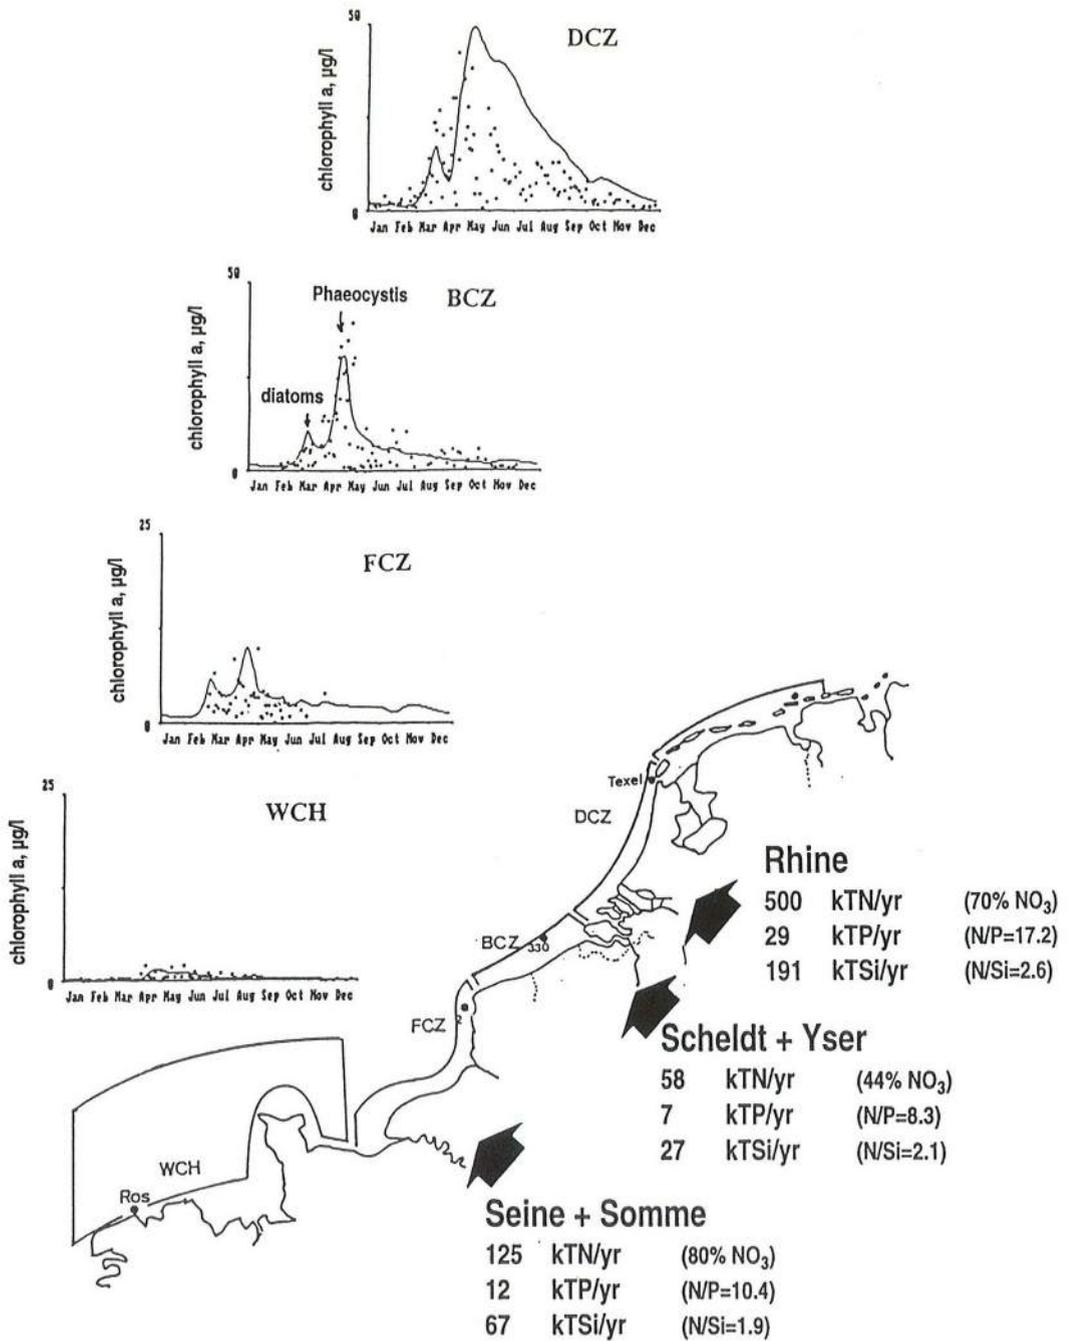 50
DCZ
chlorophyll a, µg/l
0
Jan Feb Mar Apr May Jun Jul Aug Sep Oct Nov Dec
50
Phaeocystis
BCZ
chlorophyll a, µg/l
diatoms
0
Jan Feb Mar Apr May Jun Jul Aug Sep Oct Nov Dec
25
FCZ
chlorophyll a, µg/l
0
Jan Feb Mar Apr May Jun Jul Aug Sep Oct Nov Dec
25
WCH
chlorophyll a, µg/l
0
Jan Feb Mar Apr May Jun Jul Aug Sep Oct Nov Dec
Texel
DCZ
BCZ
330
FCZ
2
WCH
Ros
Rhine
500 kTN/yr (70% NO₃)
29 kTP/yr (N/P=17.2)
191 kTSi/yr (N/Si=2.6)
Scheldt + Yser
58 kTN/yr (44% NO₃)
7 kTP/yr (N/P=8.3)
27 kTSi/yr (N/Si=2.1)
Seine + Somme
125 kTN/yr (80% NO₃)
12 kTP/yr (N/P=10.4)
67 kTSi/yr (N/Si=1.9)